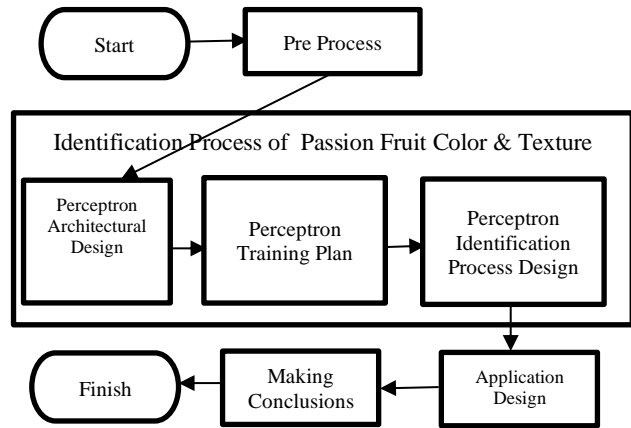 Start
Pre Process
Identification Process of Passion Fruit Color & Texture
Perceptron
Architectural
Design
Perceptron
Training Plan
Perceptron
Identification
Process Design
Application
Design
Making
Conclusions
Finish